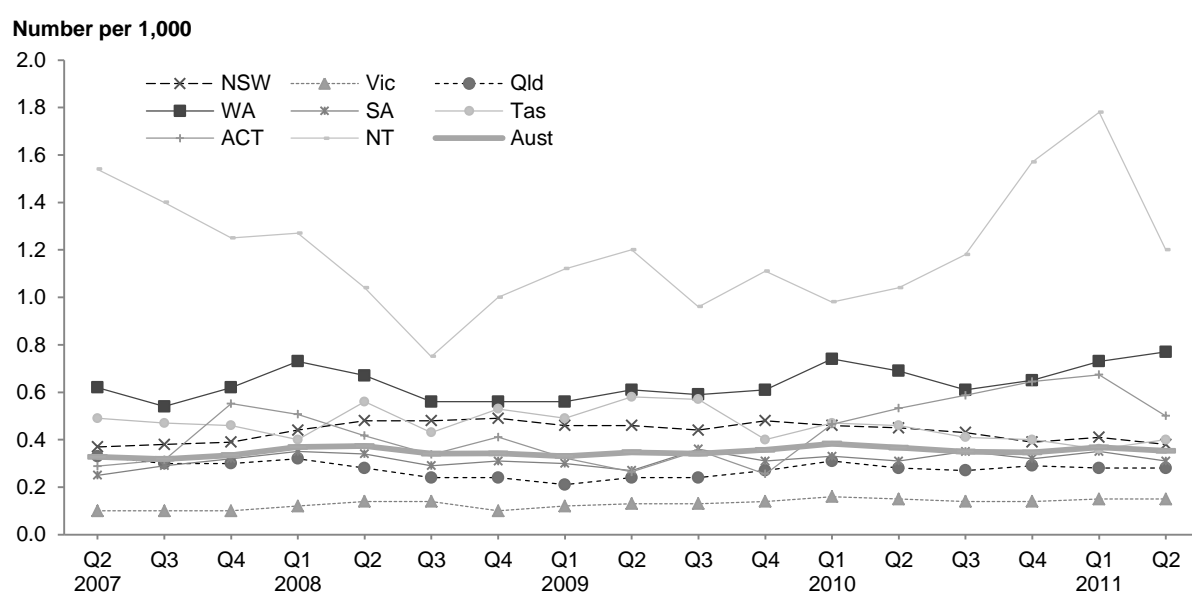 Number per 1,000
2.0
1.8
1.6
1.4
1.2
1.0
0.8
0.6
0.4
0.2
0.0
NSW Vic Qld
WA SA Tas
ACT NT Aust
Q2 Q3 Q4 Q1 Q2 Q3 Q4 Q1 Q2 Q3 Q4 Q1 Q2 Q3 Q4 Q1 Q2
2007 2008 2009 2010 2011